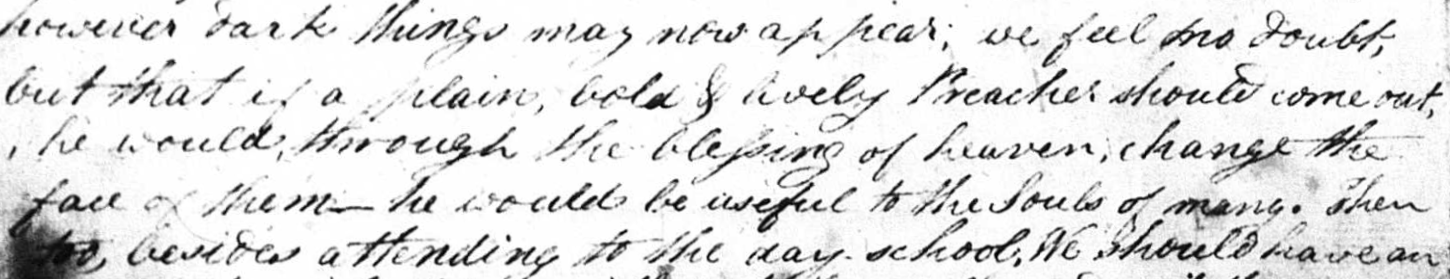 however dark things may now appear; we feel no doubt,
but that if a plain, bold & lively Preacher should come out,
he would, through the blessing of heaven, change the
face of them — he would be useful to the Souls of many. Then
too, besides attending to the day school, We should have an